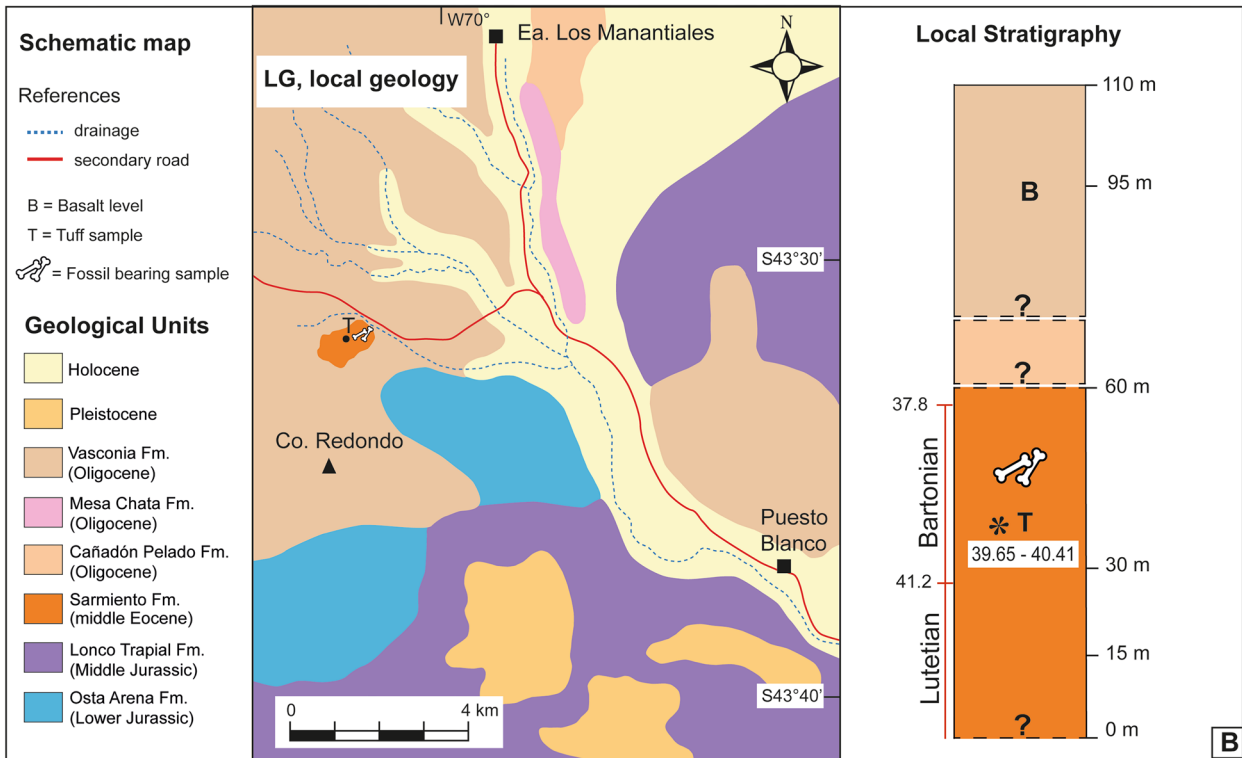 Schematic map
References
drainage
secondary road
B = Basalt level
T = Tuff sample
= Fossil bearing sample
Geological Units
Holocene
Pleistocene
Vasconia Fm.
(Oligocene)
Mesa Chata Fm.
(Oligocene)
Cañadón Pelado Fm.
(Oligocene)
Sarmiento Fm.
(middle Eocene)
Lonco Trapial Fm.
(Middle Jurassic)
Osta Arena Fm.
(Lower Jurassic)
W70°
Ea. Los Manantiales
N
LG, local geology
S43°30'
T
Co. Redondo
Puesto
Blanco
S43°40'
0 4 km
Local Stratigraphy
110 m
95 m
B
?
?
60 m
37.8
Bartonian
* T
39.65 - 40.41
30 m
41.2
Lutetian
15 m
?
0 m
B